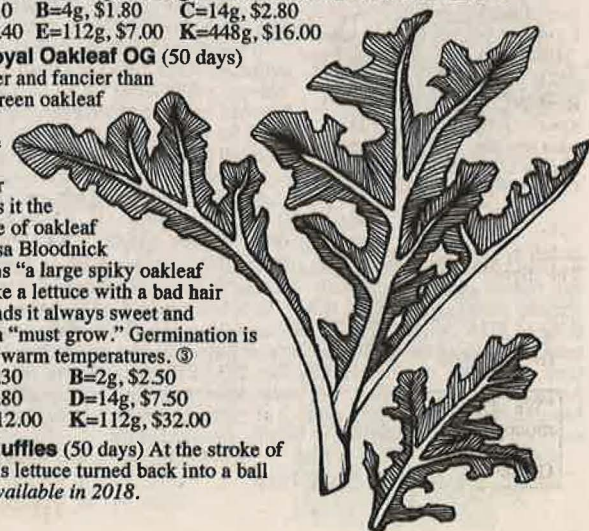 0 B=4g, $1.80 C=14g, $2.80
40 E=112g, $7.00 K=448g, $16.00
oyal Oakleaf OG (50 days)
er and fancier than
reen oakleaf
r
s it the
e of oakleaf
sa Bloodnick
as “a large spiky oakleaf
ke a lettuce with a bad hair
nds it always sweet and
a “must grow.” Germination is
warm temperatures. ③
30 B=2g, $2.50
80 D=14g, $7.50
12.00 K=112g, $32.00
uffles (50 days) At the stroke of
s lettuce turned back into a ball
vailable in 2018.